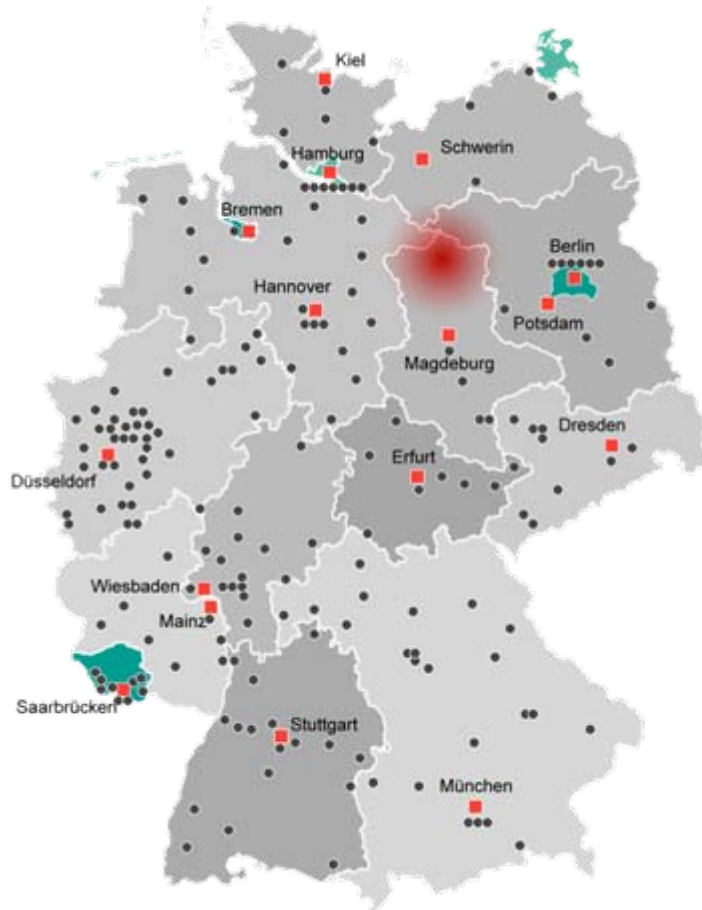 Kiel
Schwerin
Hamburg
Bremen
Berlin
Hannover
Potsdam
Magdeburg
Dresden
Erfurt
Düsseldorf
Wiesbaden
Mainz
Saarbrücken
Stuttgart
München